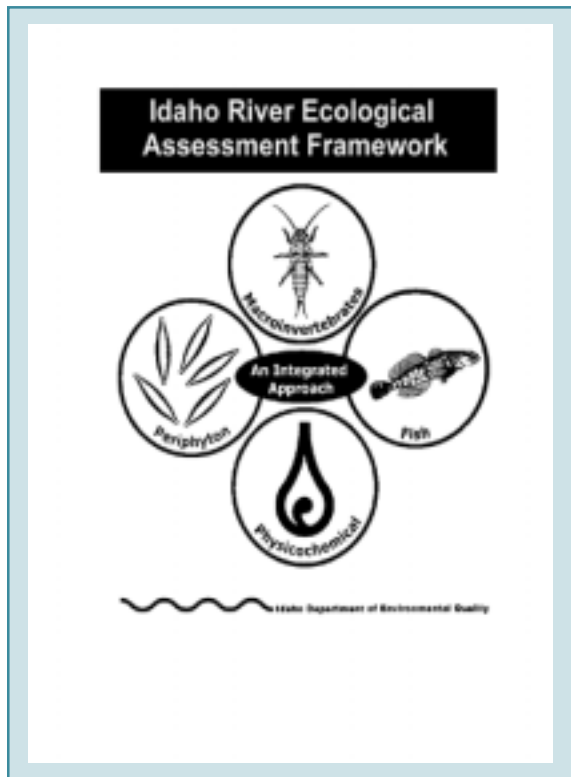 Idaho River Ecological
Assessment Framework
Macroinvertebrates
An Integrated
Approach
Periphyton
Fish
Physicochemical
Idaho Department of Environmental Quality